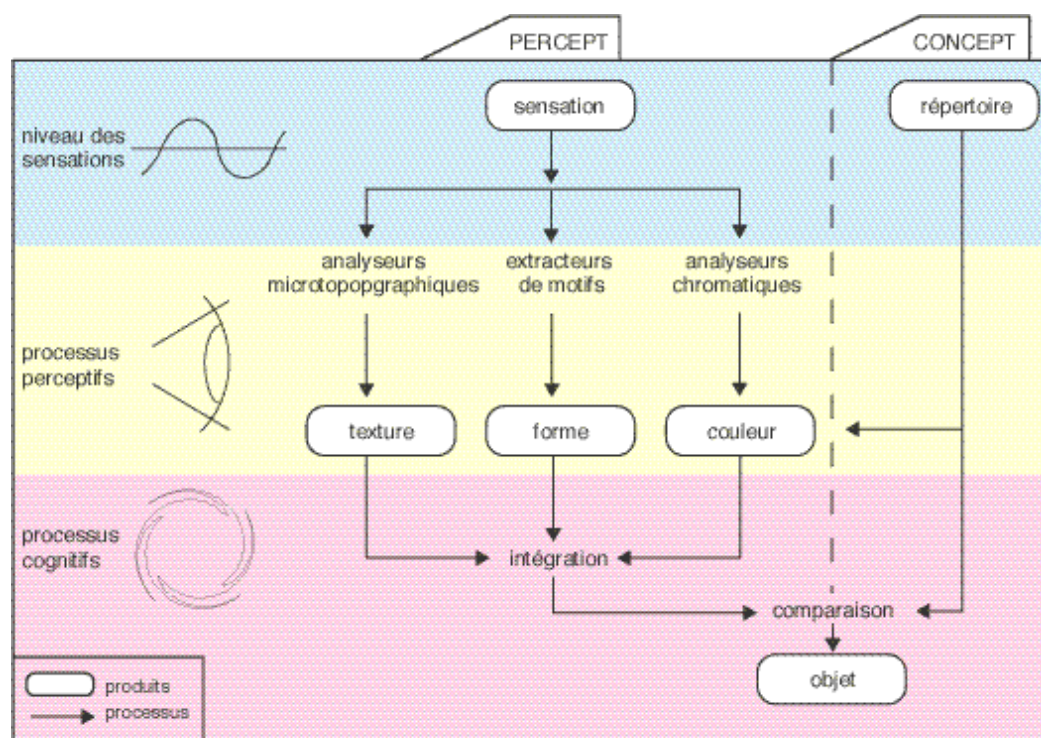 PERCEPT
CONCEPT
sensation
répertoire
niveau des
sensations
analyseurs
microtopopgraphiques
extracteurs
de motifs
analyseurs
chromatiques
processus
perceptifs
texture
forme
couleur
processus
cognitifs
intégration
comparaison
objet
produits
processus